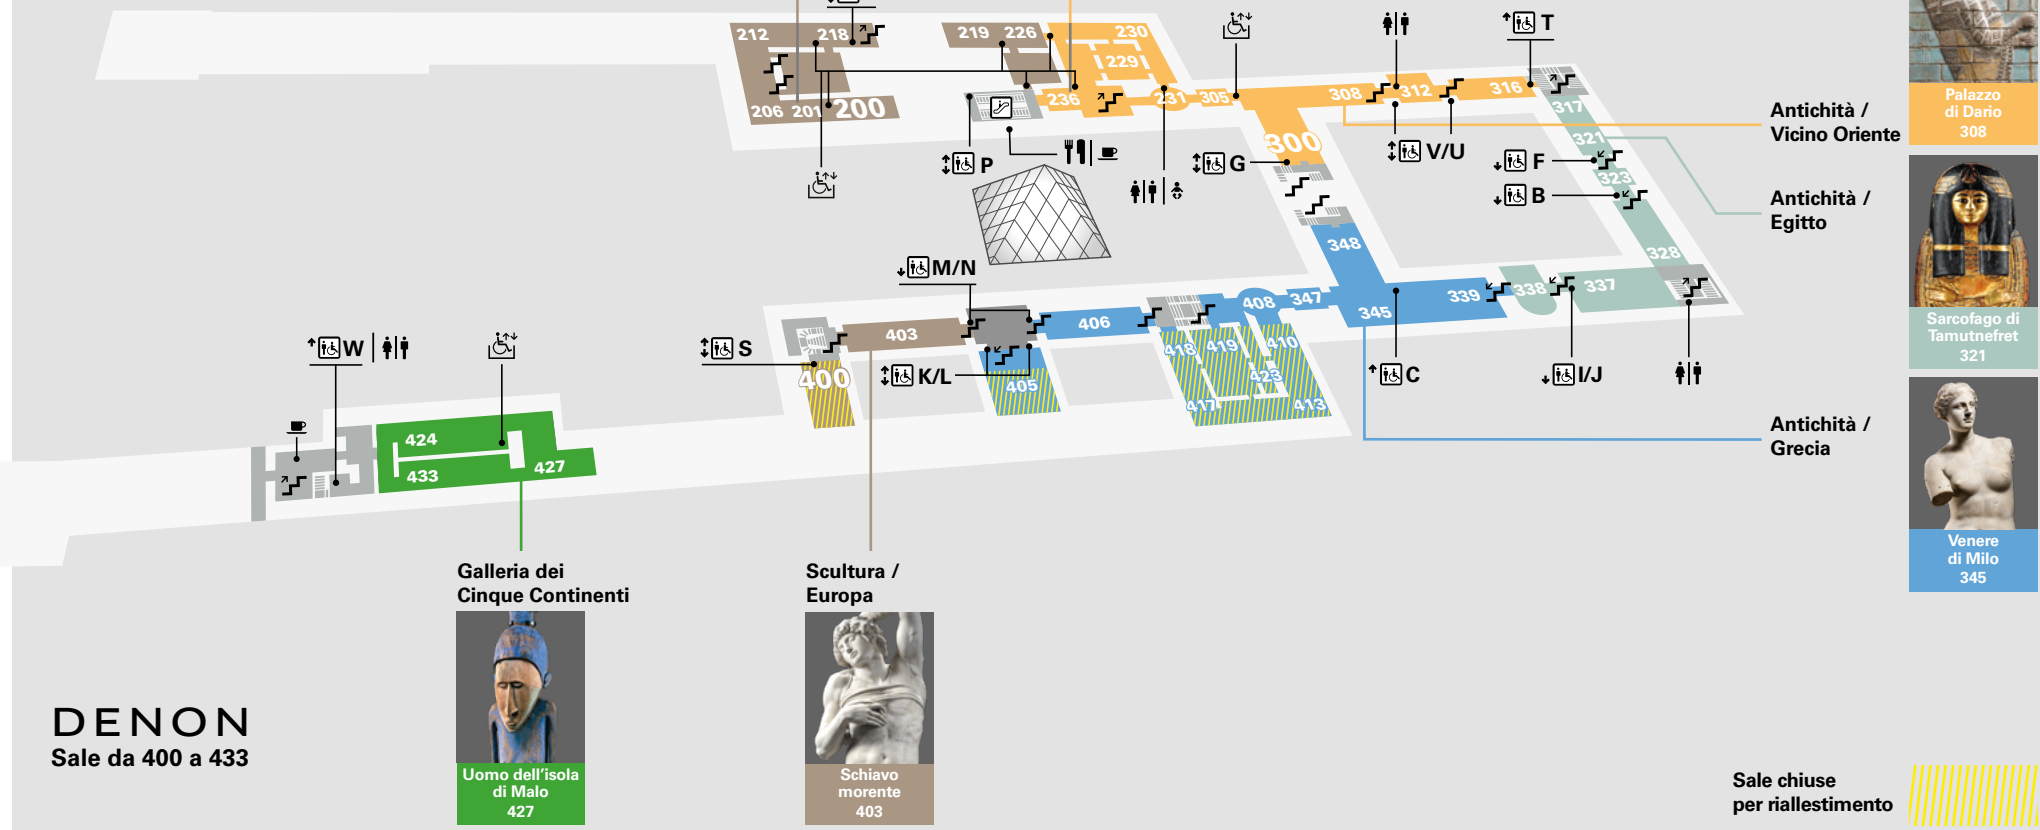 212
218
219
226
230
229
T
206
201
200
236
231
305
308
312
316
317
300
321
323
P
G
V/U
F
B
Antichità /
Vicino Oriente
Palazzo
di Dario
308
Antichità /
Egitto
348
328
M/N
408
347
339
338
337
345
403
406
Sarcofago di
Tamutnefret
321
W
S
400
K/L
405
418
419
410
423
417
413
C
I/J
424
433
427
Antichità /
Grecia
Venere
di Milo
345
Galleria dei
Cinque Continenti
Scultura /
Europa
DENON
Sale da 400 a 433
Uomo dell'isola
di Malo
427
Schiavo
morente
403
Sale chiuse
per riallestimento